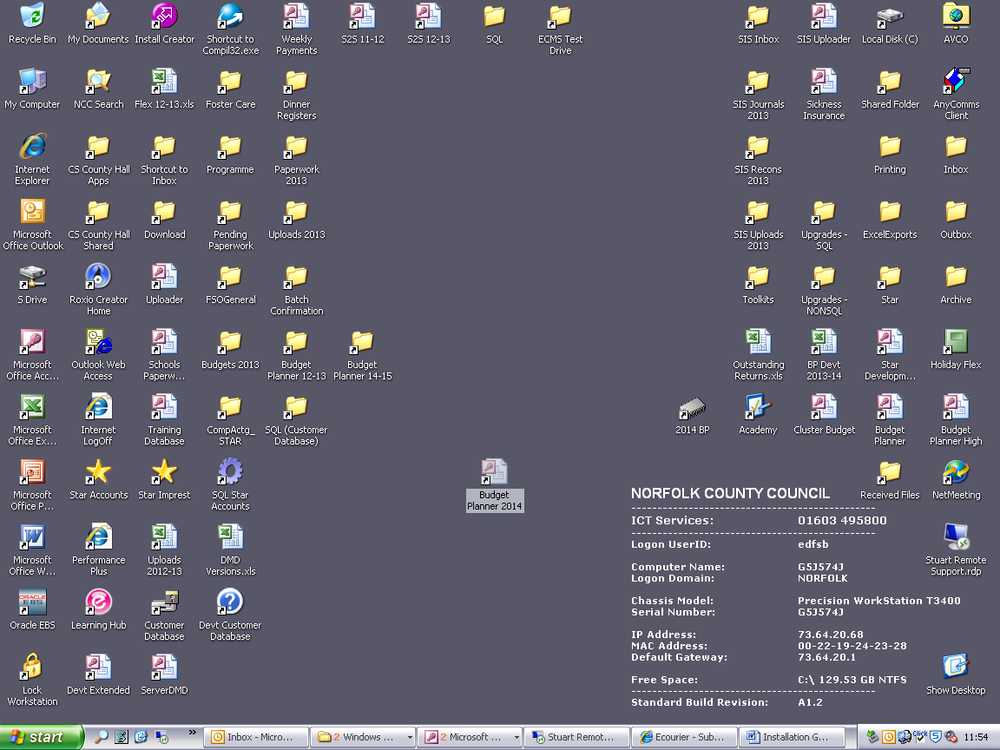 Recycle Bin
My Documents
Install Creator
Shortcut to
Compil32.exe
Weekly
Payments
S2S 11-12
S2S 12-13
SQL
ECMS Test
Drive
SIS Inbox
SIS Uploader
Local Disk (C)
AVCO
My Computer
NCC Search
Flex 12-13.xls
Foster Care
Dinner
Registers
SIS Journals
2013
Sickness
Insurance
Shared Folder
AnyComms
Client
Internet
Explorer
CS County Hall
Apps
Shortcut to
Inbox
Programme
Paperwork
2013
SIS Recons
2013
Printing
Inbox
Microsoft
Office Outlook
CS County Hall
Shared
Download
Pending
Paperwork
Uploads 2013
SIS Uploads
2013
Upgrades -
SQL
ExcelExports
Outbox
S Drive
Roxio Creator
Home
Uploader
FSOGeneral
Batch
Confirmation
Toolkits
Upgrades -
NONSQL
Star
Archive
Microsoft
Office Acc...
Outlook Web
Access
Schools
Paperw...
Budgets 2013
Budget
Planner 12-13
Budget
Planner 14-15
Outstanding
Returns.xls
BP Devt
2013-14
Star
Developm...
Holiday Flex
Microsoft
Office Ex...
Internet
LogOff
Training
Database
CompActg_
STAR
SQL (Customer
Database)
2014 BP
Academy
Cluster Budget
Budget
Planner
Budget
Planner High
Microsoft
Office P...
Star Accounts
Star Imprest
SQL Star
Accounts
Budget
Planner 2014
Received Files
NetMeeting
Microsoft
Office W...
Performance
Plus
Uploads
2012-13
DMD
Versions.xls
Stuart Remote
Support.rdp
ORACLE
EBS
Oracle EBS
Learning Hub
Customer
Database
Devt Customer
Database
Lock
Workstation
Devt Extended
ServerDMD
Show Desktop
NORFOLK COUNTY COUNCIL
ICT Services: 01603 495800
Logon UserID: edfsb
Computer Name: G5J574J
Logon Domain: NORFOLK
Chassis Model: Precision WorkStation T3400
Serial Number: G5J574J
IP Address: 73.64.20.68
MAC Address: 00-22-19-24-23-28
Default Gateway: 73.64.20.1
Free Space: C:\ 129.53 GB NTFS
Standard Build Revision: A1.2
start
»
Inbox - Micro...
2 Windows ...
2 Microsoft ...
Stuart Remot...
Ecourier - Sub...
Installation G...
Click
11:54